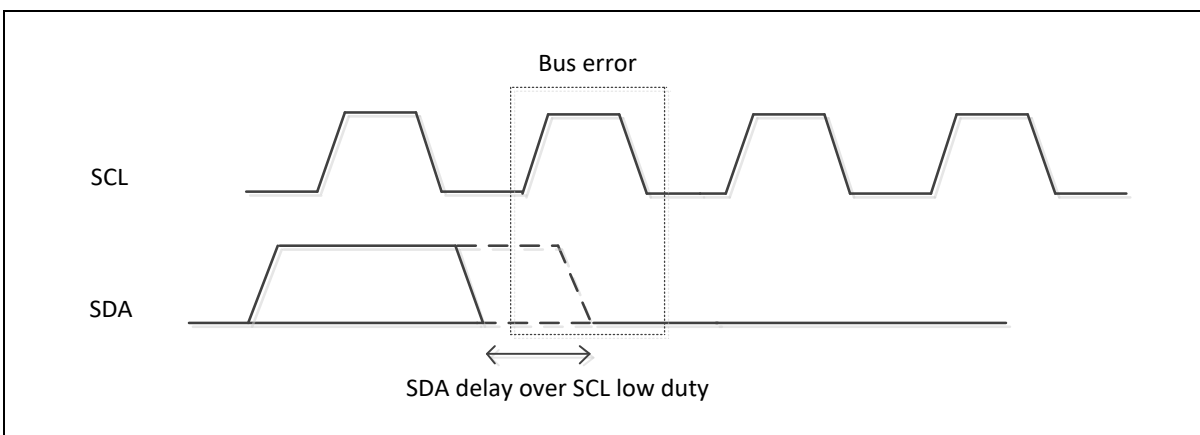 Bus error
SCL
SDA
SDA delay over SCL low duty